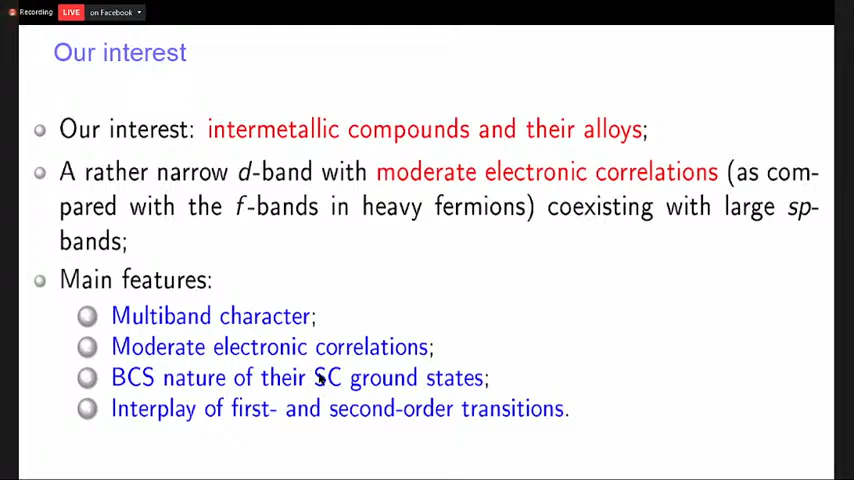 Recording LIVE on Facebook
Our interest
Our interest: intermetallic compounds and their alloys;
A rather narrow d-band with moderate electronic correlations (as com-
pared with the f-bands in heavy fermions) coexisting with large sp-
bands;
Main features:
Multiband character;
Moderate electronic correlations;
BCS nature of their SC ground states;
Interplay of first- and second-order transitions.